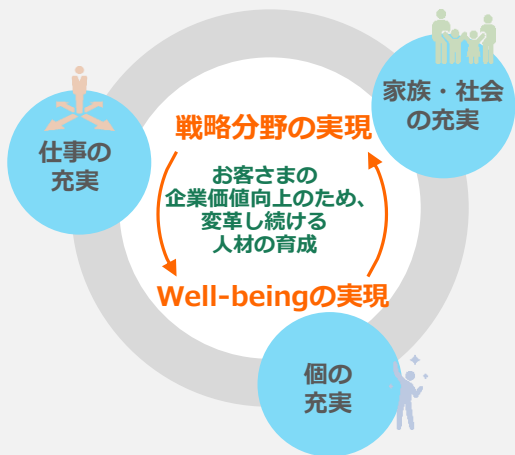 家族・社会
の充実
戦略分野の実現
仕事の
充実
お客さまの
企業価値向上のため、
変革し続ける
人材の育成
Well-beingの実現
個の
充実